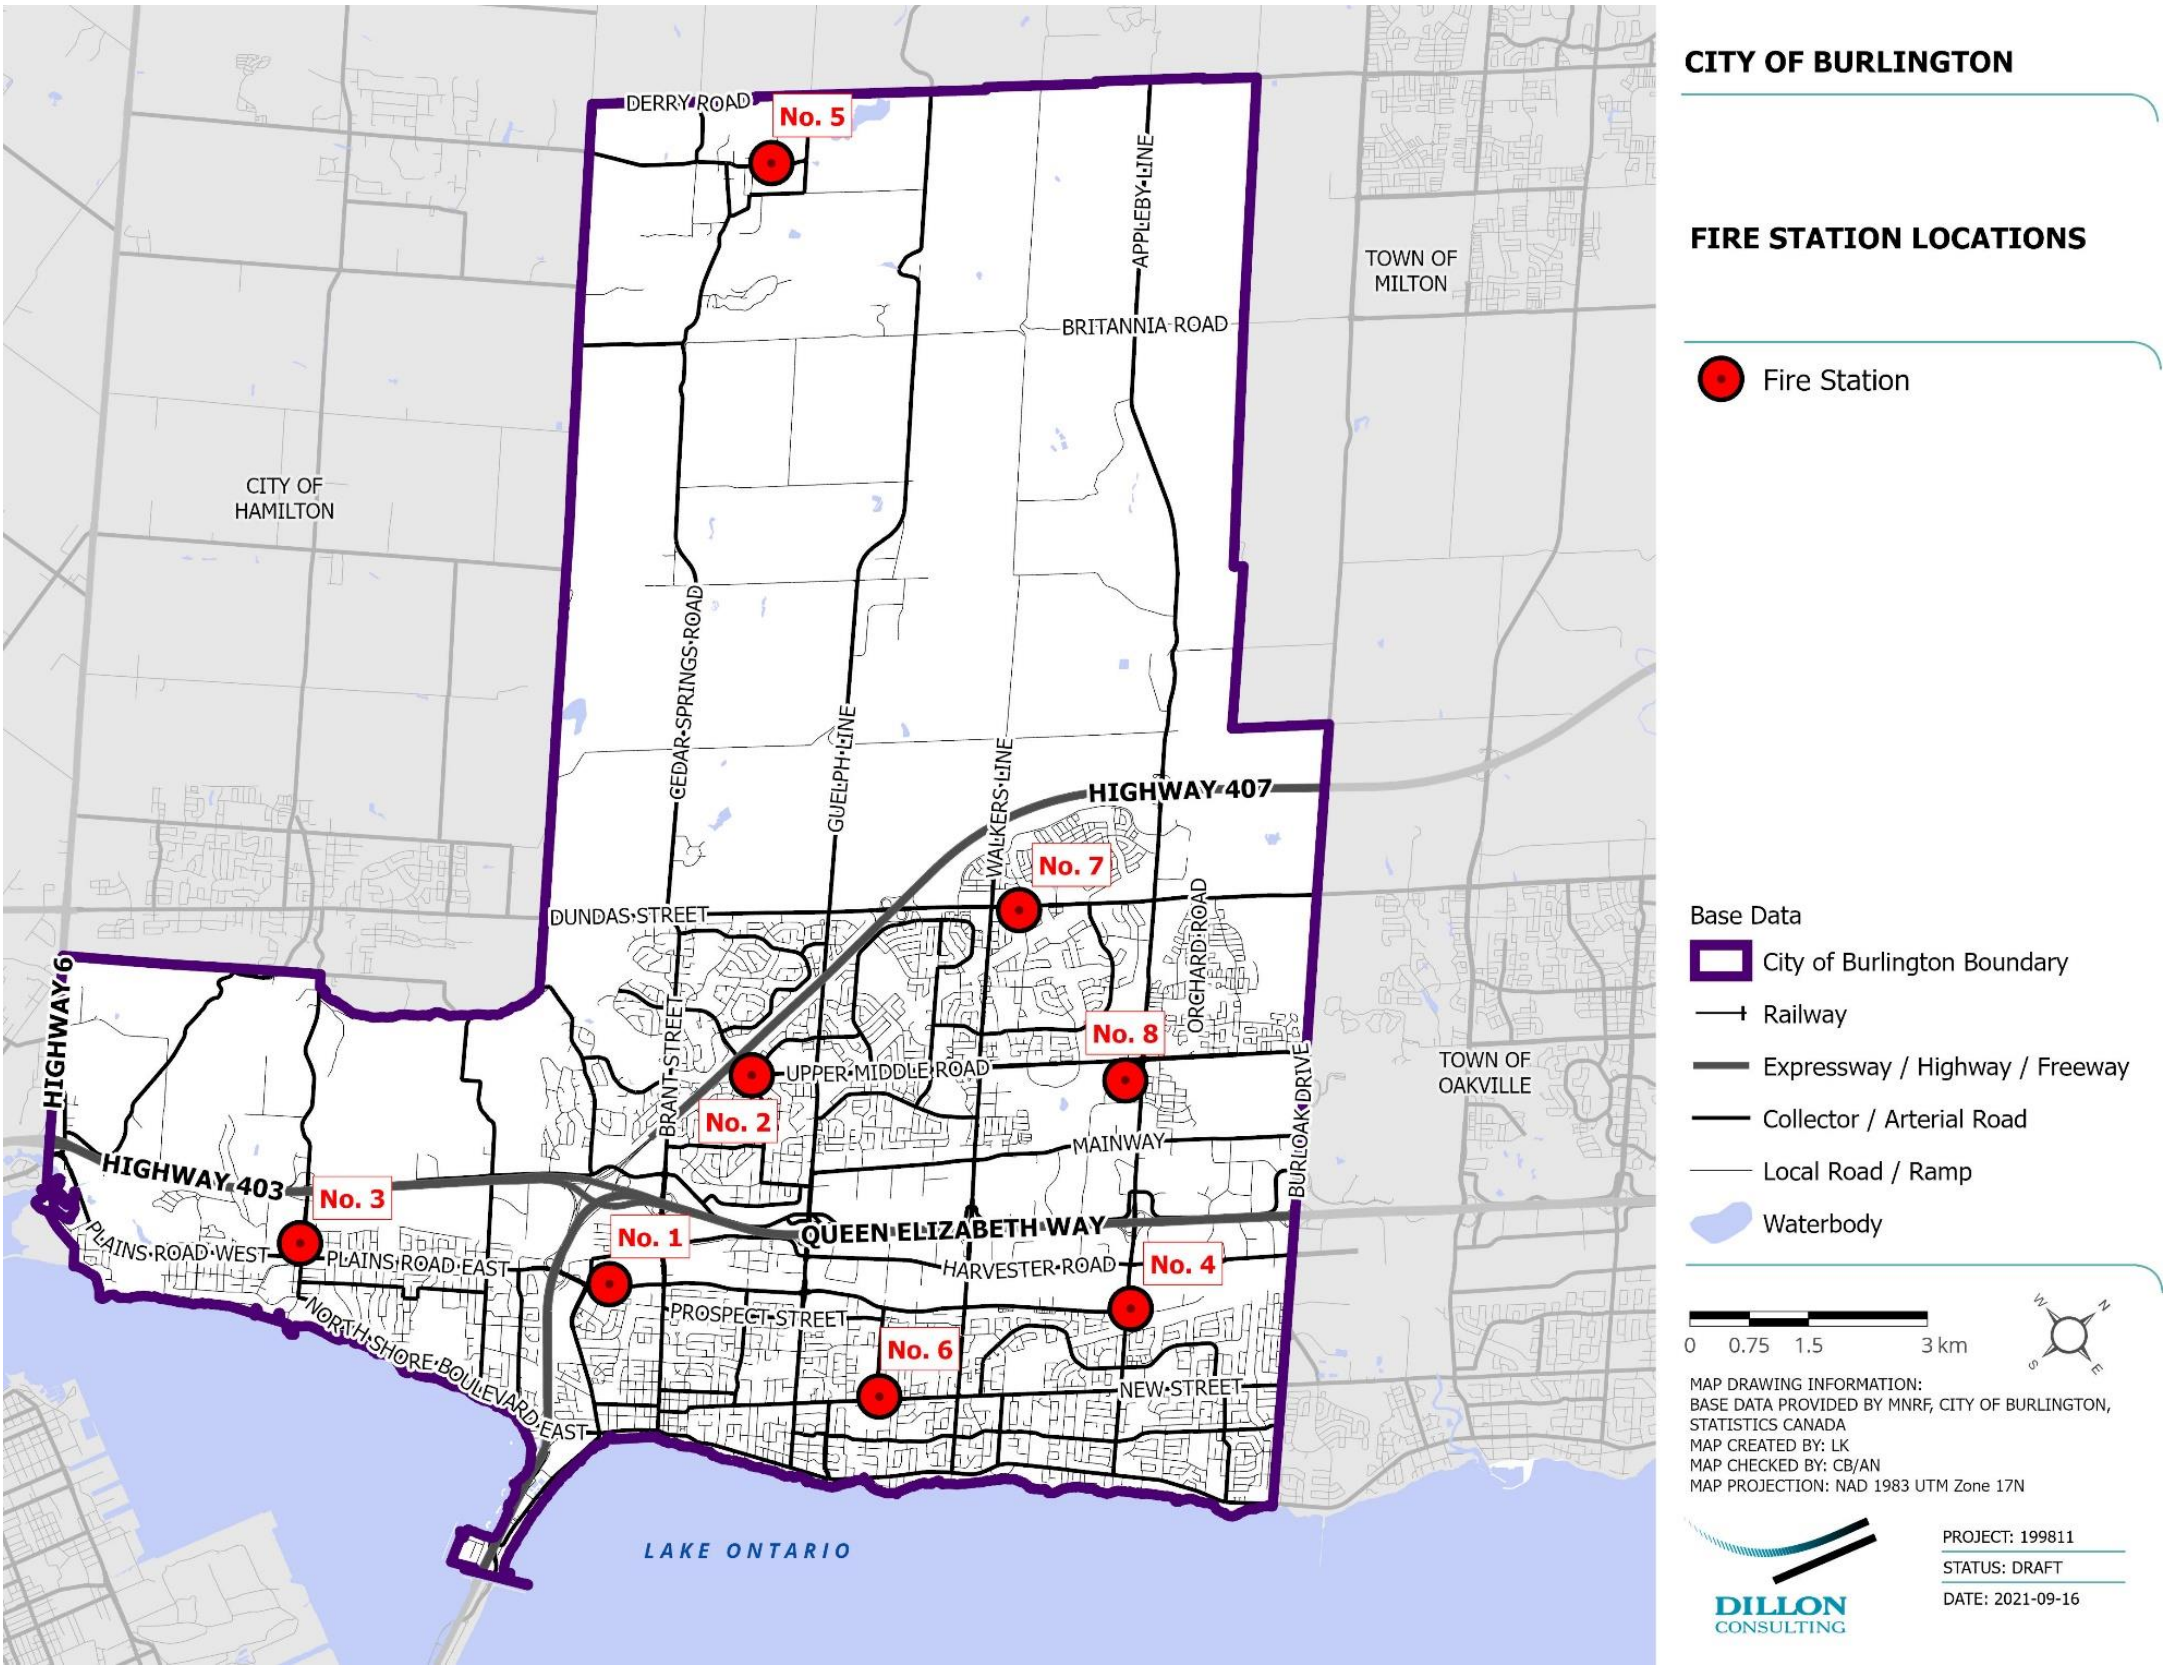 CITY OF BURLINGTON
FIRE STATION LOCATIONS
Fire Station
Base Data
City of Burlington Boundary
Railway
Expressway / Highway / Freeway
Collector / Arterial Road
Local Road / Ramp
Waterbody
0 0.75 1.5 3 km
W
N
S
E
MAP DRAWING INFORMATION:
BASE DATA PROVIDED BY MNRF, CITY OF BURLINGTON,
STATISTICS CANADA
MAP CREATED BY: LK
MAP CHECKED BY: CB/AN
MAP PROJECTION: NAD 1983 UTM Zone 17N
DILLON
CONSULTING
PROJECT: 199811
STATUS: DRAFT
DATE: 2021-09-16
DERRY ROAD
No. 5
APPLEBY LINE
TOWN OF
MILTON
BRITANNIA ROAD
CITY OF
HAMILTON
CEDAR SPRINGS ROAD
GUELPH LINE
WALKERS LINE
HIGHWAY 407
No. 7
DUNDAS STREET
ORCHARD ROAD
HIGHWAY 6
BRANT STREET
No. 8
UPPER MIDDLE ROAD
TOWN OF
OAKVILLE
No. 2
BURLOAK DRIVE
MAINWAY
HIGHWAY 403
No. 3
No. 1
QUEEN ELIZABETH WAY
PLAINS ROAD WEST
PLAINS ROAD EAST
HARVESTER ROAD
No. 4
PROSPECT STREET
NORTH SHORE BOULEVARD EAST
No. 6
NEW STREET
LAKE ONTARIO